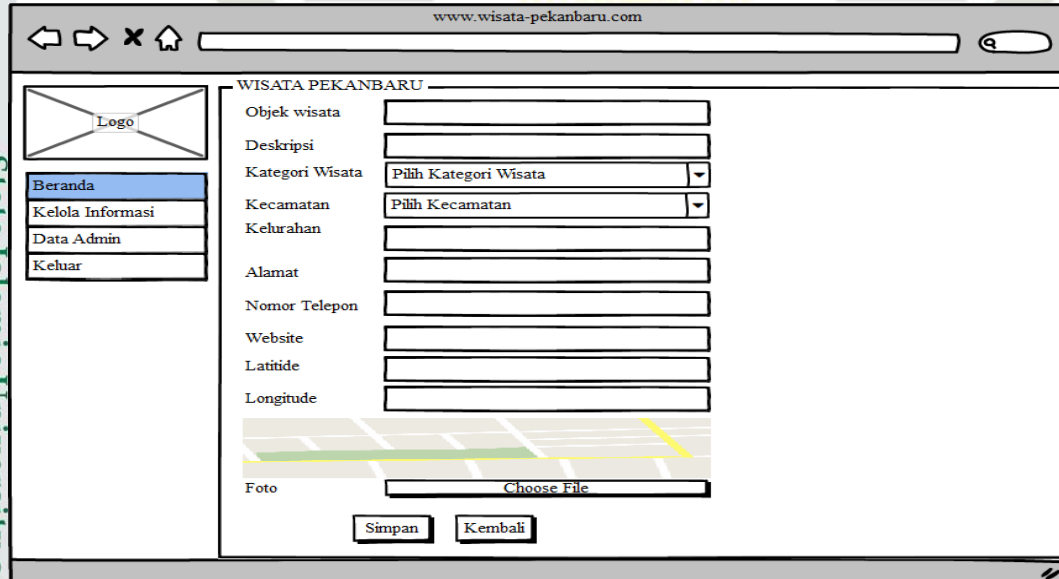 www.wisata-pekanbaru.com
Logo
Beranda
Kelola Informasi
Data Admin
Keluar
WISATA PEKANBARU
Objek wisata
Deskripsi
Kategori Wisata Pilih Kategori Wisata
Kecamatan Pilih Kecamatan
Kelurahan
Alamat
Nomor Telepon
Website
Latitide
Longitude
Foto Choose File
Simpan Kembali